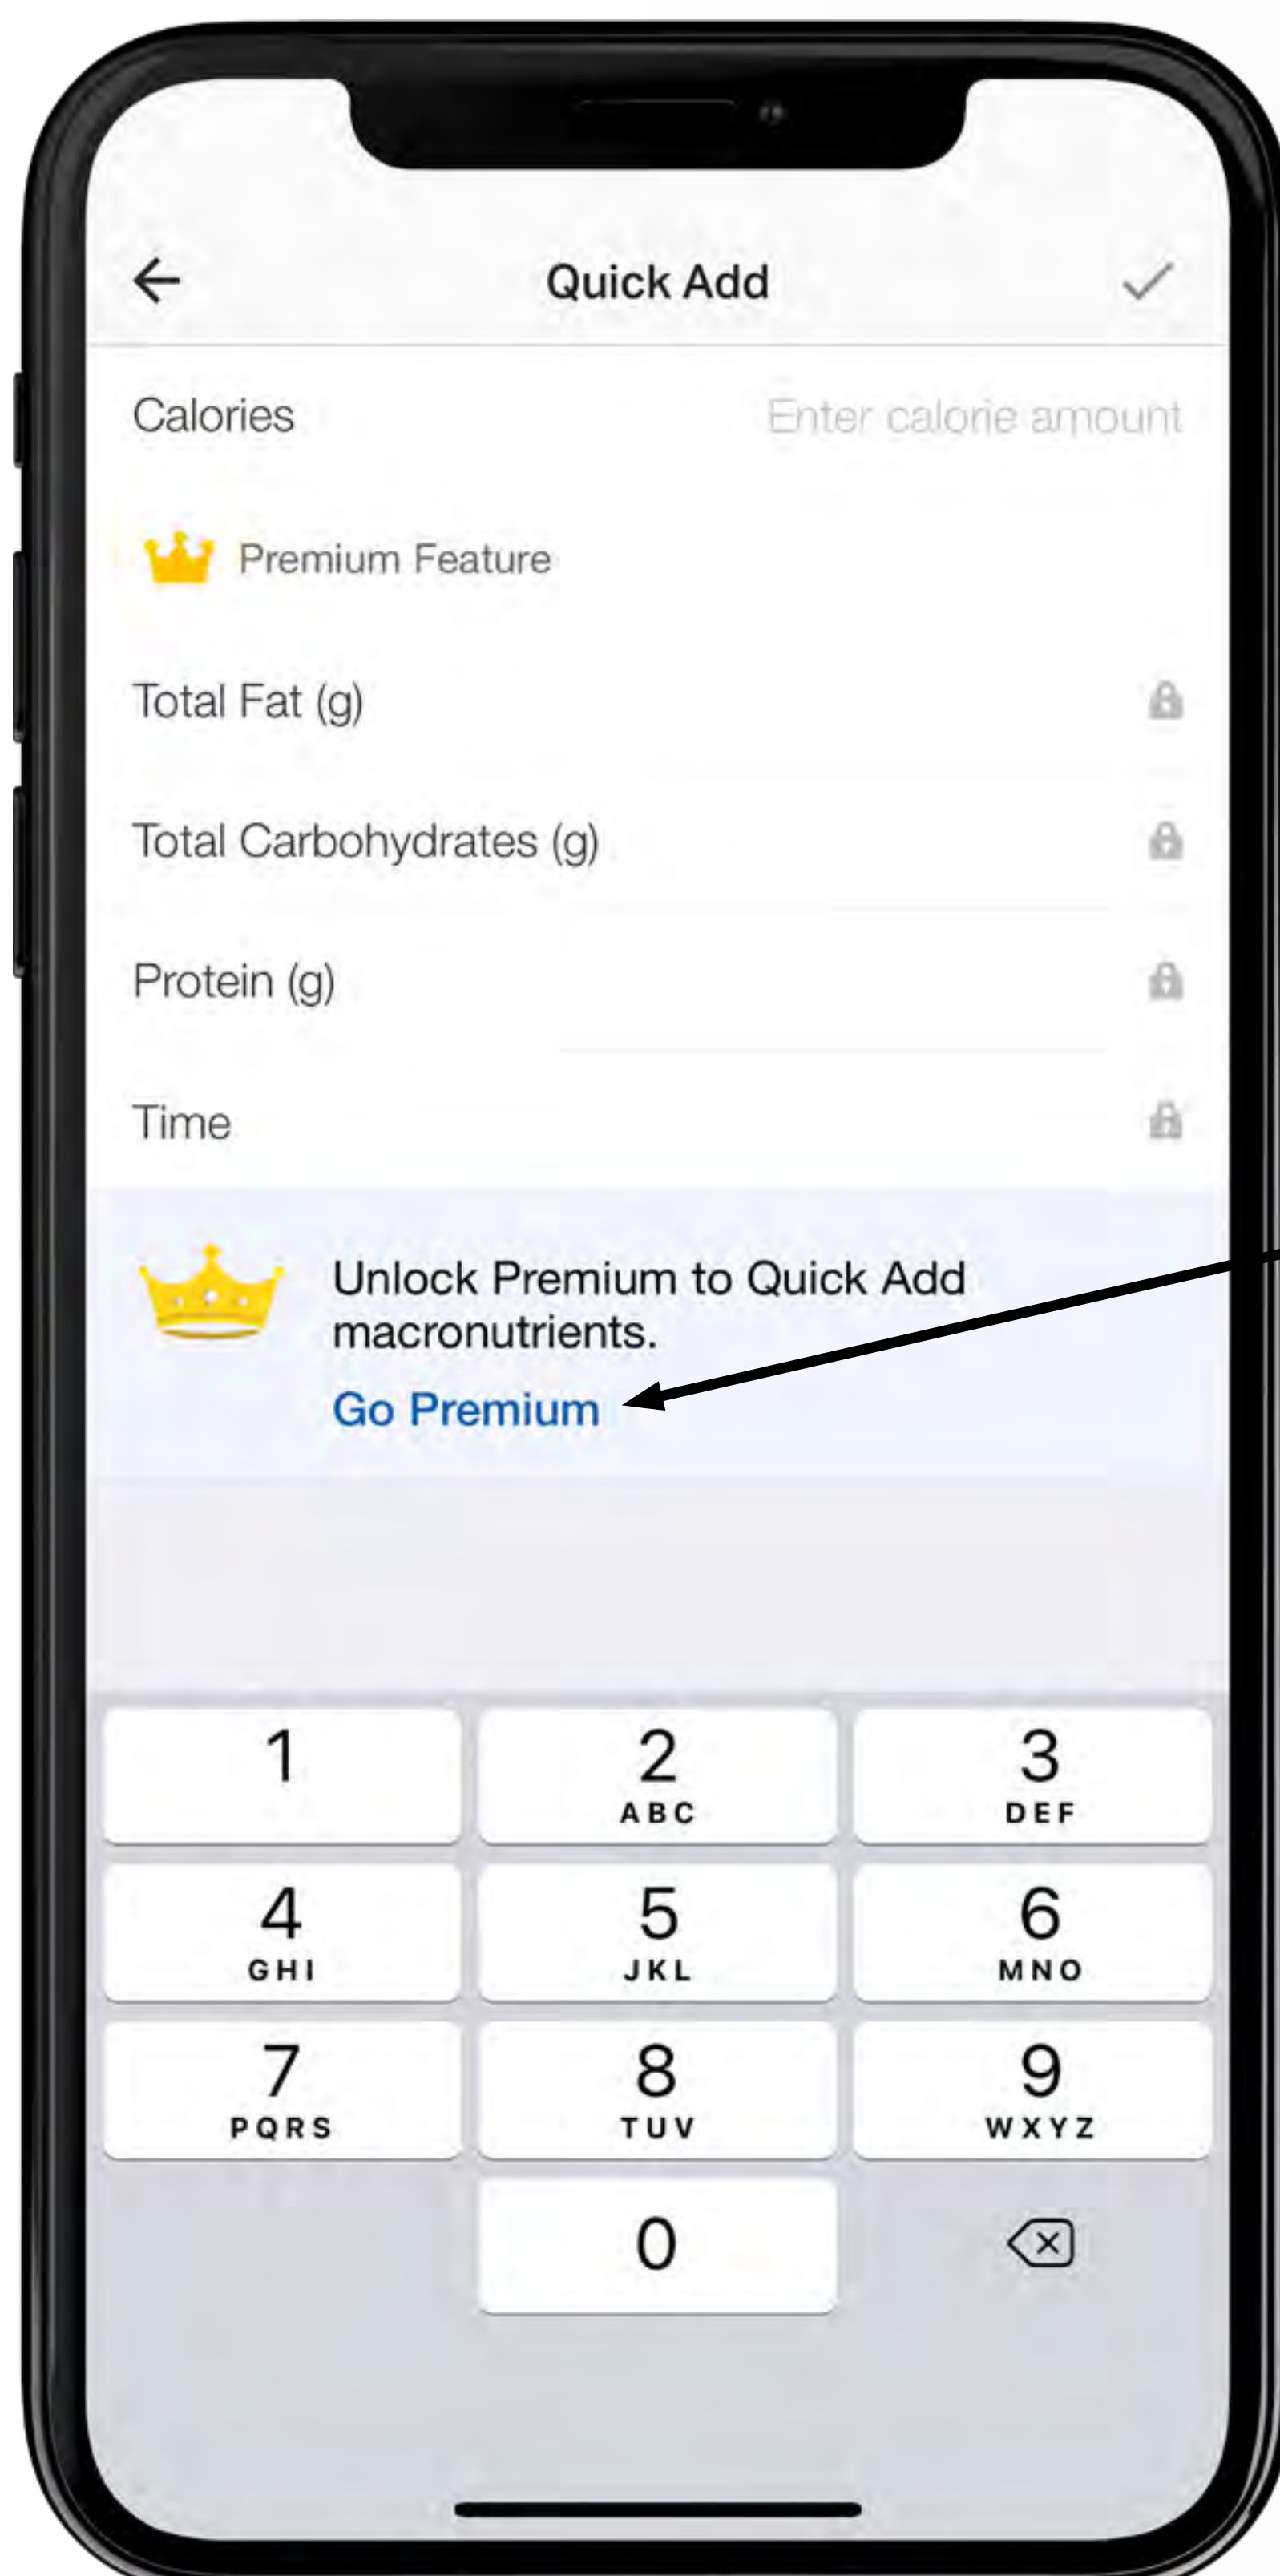 Quick Add
Calories Enter calorie amount
Premium Feature
Total Fat (g)
Total Carbohydrates (g)
Protein (g)
Time
Unlock Premium to Quick Add
macronutrients.
Go Premium
1 2 3
ABC DEF
4 5 6
GHI JKL MNO
7 8 9
PQRS TUV WXYZ
0